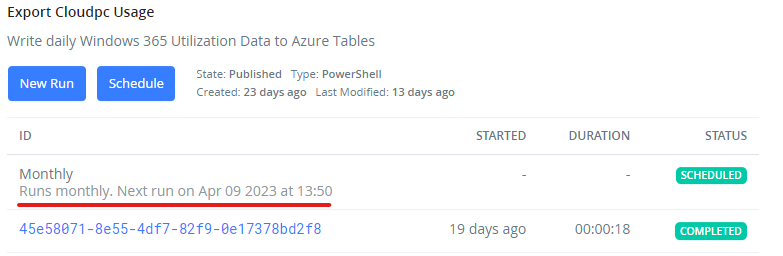 Export Cloudpc Usage
Write daily Windows 365 Utilization Data to Azure Tables
New Run Schedule State: Published Type: PowerShell
Created: 23 days ago Last Modified: 13 days ago
ID STARTED DURATION STATUS
Monthly - - SCHEDULED
Runs monthly. Next run on Apr 09 2023 at 13:50
45e58071-8e55-4df7-82f9-0e17378bd2f8 19 days ago 00:00:18 COMPLETED